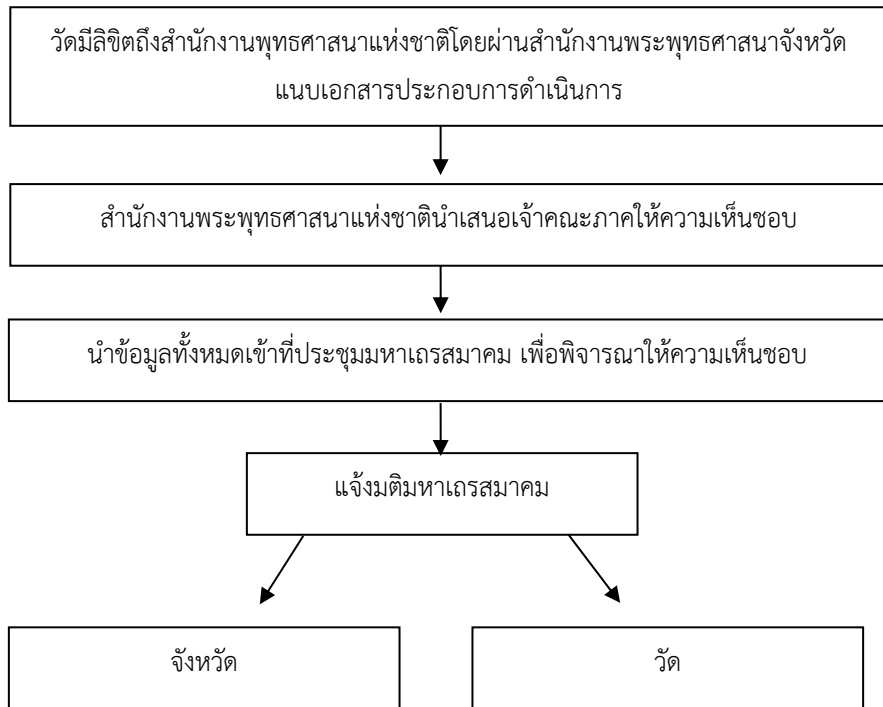 วัดมีลิขิตถึงสำนักงานพุทธศาสนาแห่งชาติโดยผ่านสำนักงานพระพุทธศาสนาจังหวัด
แนบเอกสารประกอบการดำเนินการ
สำนักงานพระพุทธศาสนาแห่งชาตินำเสนอเจ้าคณะภาคให้ความเห็นชอบ
นำข้อมูลทั้งหมดเข้าที่ประชุมมหาเถรสมาคม เพื่อพิจารณาให้ความเห็นชอบ
แจ้งมติมหาเถรสมาคม
จังหวัด
วัด